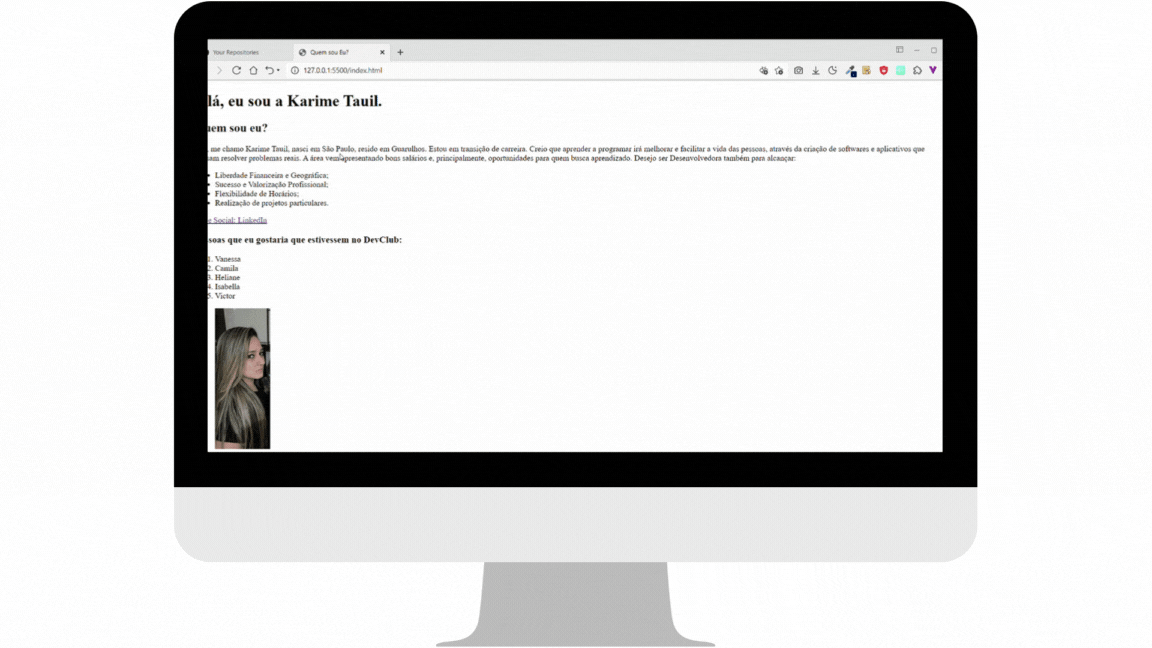 Your Repositories
Quem sou Eu?
127.0.0.1:5500/index.html
lá, eu sou a Karime Tauil.
uem sou eu?
, me chamo Karime Tauil, nasci em São Paulo, resido em Guarulhos. Estou em transição de carreira. Creio que aprender a programar irá melhorar e facilitar a vida das pessoas, através da criação de softwares e aplicativos que
am resolver problemas reais. A área vem apresentando bons salários e, principalmente, oportunidades para quem busca aprendizado. Desejo ser Desenvolvedora também para alcançar:
Liberdade Financeira e Geográfica;
Sucesso e Valorização Profissional;
Flexibilidade de Horários;
Realização de projetos particulares.
e Social: LinkedIn
soas que eu gostaria que estivessem no DevClub:
1. Vanessa
2. Camila
3. Heliane
4. Isabella
5. Victor